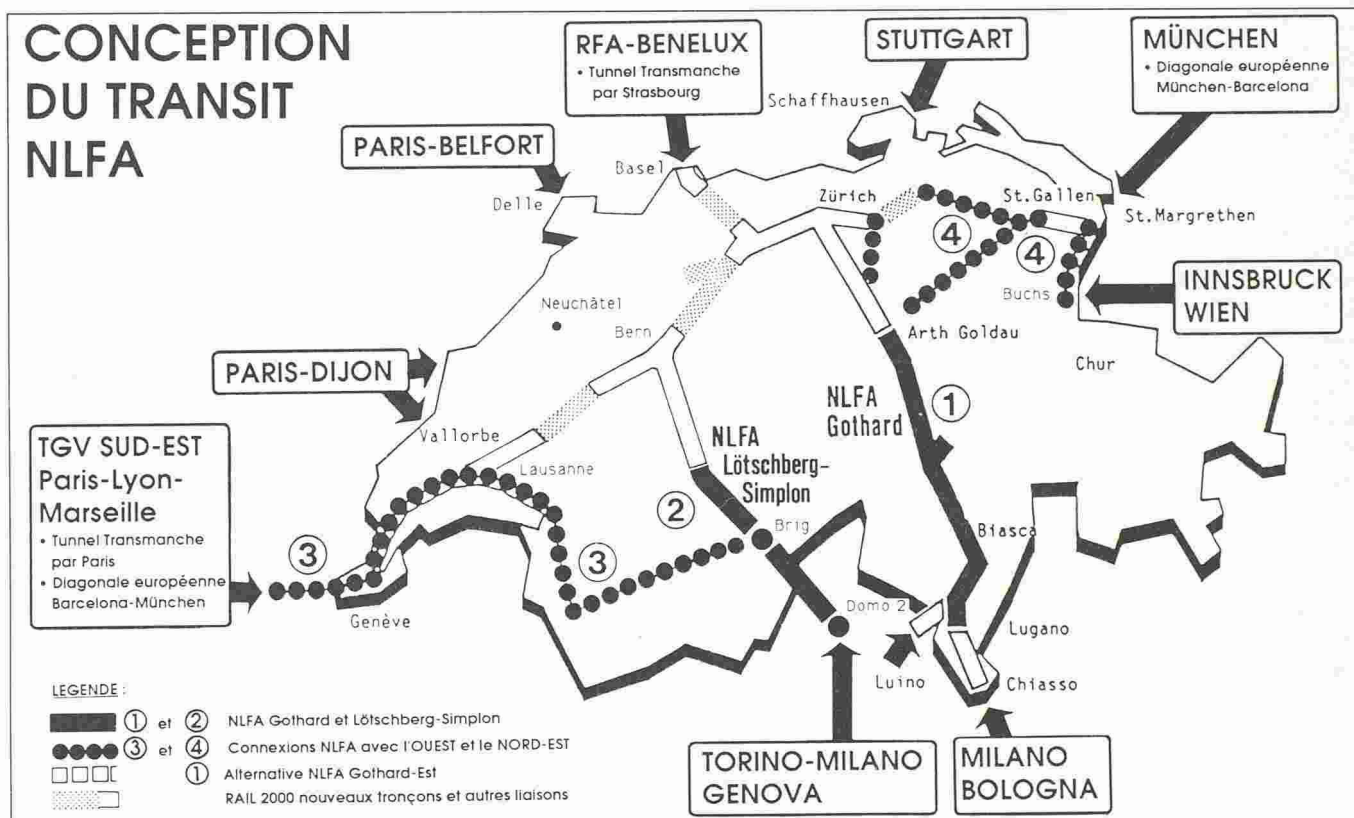 CONCEPTION
DU TRANSIT
NLFA
RFA-BENELUX
• Tunnel Transmanche
par Strasbourg
STUTTGART
MÜNCHEN
• Diagonale européenne
München-Barcelona
PARIS-BELFORT
Schaffhausen
Basel
Delle
Zürich
St.Gallen
St.Margrethen
④
④
Buchs
INNSBRUCK
WIEN
Neuchâtel
Bern
Arth Goldau
Chur
PARIS-DIJON
NLFA
Gothard
①
Vallorbe
Lausanne
NLFA
Lötschberg-
Simplon
TGV SUD-EST
Paris-Lyon-
Marseille
• Tunnel Transmanche
par Paris
• Diagonale européenne
Barcelona-München
②
Brig
Biasca
③
③
Genève
Domo 2
Lugano
Luino
Chiasso
TORINO-MILANO
GENOVA
MILANO
BOLOGNA
LEGENDE :
① et ② NLFA Gothard et Lötschberg-Simplon
③ et ④ Connexions NLFA avec l'OUEST et le NORD-EST
① Alternative NLFA Gothard-Est
RAIL 2000 nouveaux tronçons et autres liaisons